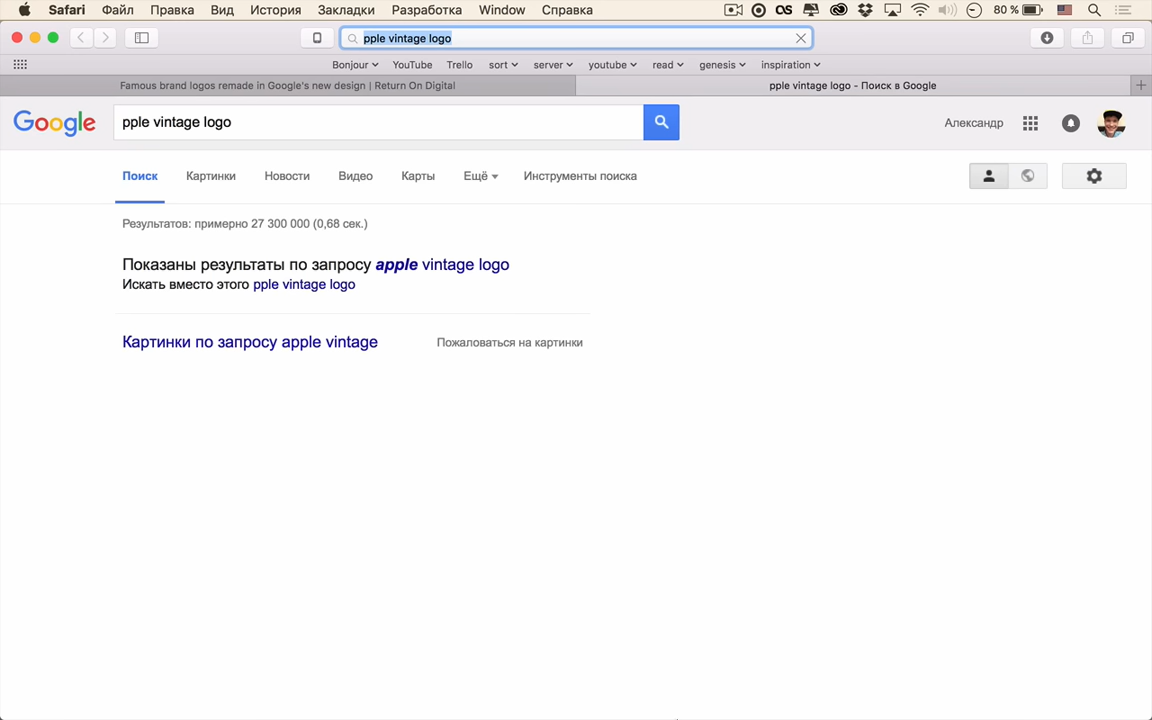 Safari Файл Правка Вид История Закладки Разработка Window Справка 80 %
pple vintage logo
Bonjour YouTube Trello sort server youtube read genesis inspiration
Famous brand logos remade in Google's new design | Return On Digital pple vintage logo - Поиск в Google
Google pple vintage logo Александр
Поиск Картинки Новости Видео Карты Ещё Инструменты поиска
Результатов: примерно 27 300 000 (0,68 сек.)
Показаны результаты по запросу apple vintage logo
Искать вместо этого pple vintage logo
Картинки по запросу apple vintage Пожаловаться на картинки